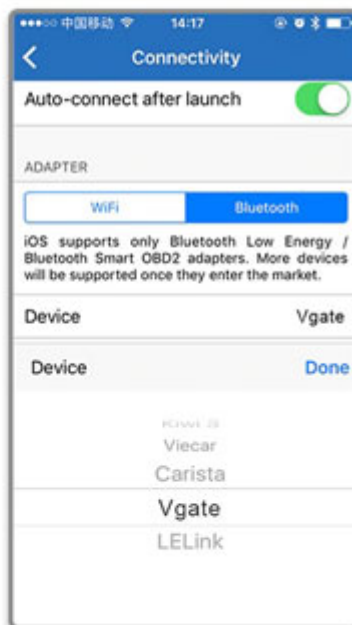 中国移动 14:17
Connectivity
Auto-connect after launch
ADAPTER
WiFi Bluetooth
iOS supports only Bluetooth Low Energy /
Bluetooth Smart OBD2 adapters. More devices
will be supported once they enter the market.
Device Vgate
Device Done
Viecar
Carista
Vgate
LELink